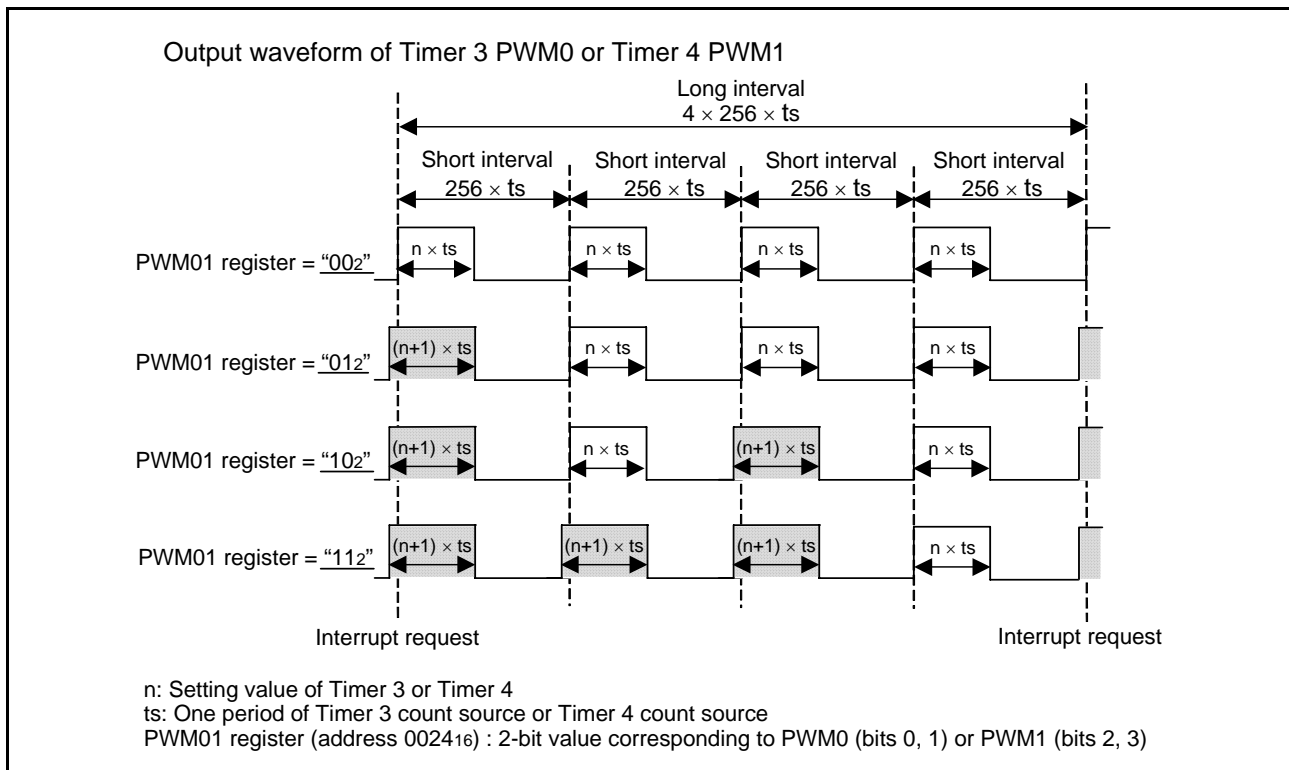 Output waveform of Timer 3 PWM0 or Timer 4 PWM1
Long interval
4 × 256 × ts
Short interval Short interval Short interval Short interval
256 × ts 256 × ts 256 × ts 256 × ts
PWM01 register = “002” n × ts n × ts n × ts n × ts
PWM01 register = “012” (n+1) × ts n × ts n × ts n × ts
PWM01 register = “102” (n+1) × ts n × ts (n+1) × ts n × ts
PWM01 register = “112” (n+1) × ts (n+1) × ts (n+1) × ts n × ts
Interrupt request Interrupt request
n: Setting value of Timer 3 or Timer 4
ts: One period of Timer 3 count source or Timer 4 count source
PWM01 register (address 002416) : 2-bit value corresponding to PWM0 (bits 0, 1) or PWM1 (bits 2, 3)